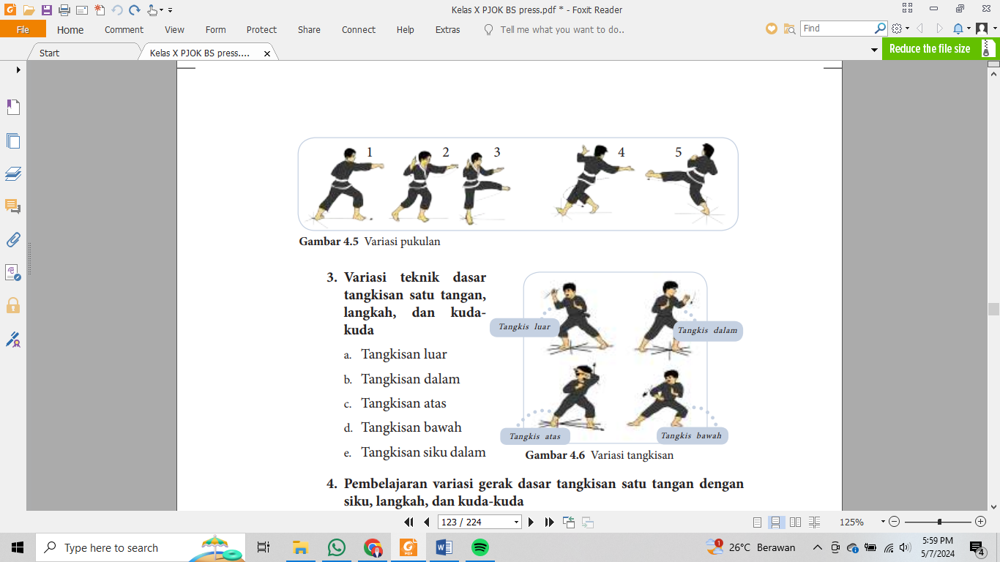 Kelas X PJOK BS press.pdf * - Foxit Reader
File Home Comment View Form Protect Share Connect Help Extras Tell me what you want to do.. Find
Start Kelas X PJOK BS press.... Reduce the file size
1 2 3 4 5
Gambar 4.5 Variasi pukulan
3. Variasi teknik dasar
tangkisan satu tangan,
langkah, dan kuda-
kuda
a. Tangkisan luar
b. Tangkisan dalam
c. Tangkisan atas
d. Tangkisan bawah
e. Tangkisan siku dalam
Tangkis luar
Tangkis dalam
Tangkis atas
Tangkis bawah
Gambar 4.6 Variasi tangkisan
4. Pembelajaran variasi gerak dasar tangkisan satu tangan dengan
siku, langkah, dan kuda-kuda
123 / 224 125%
Type here to search 1 26°C Berawan 5:59 PM
5/7/2024 4